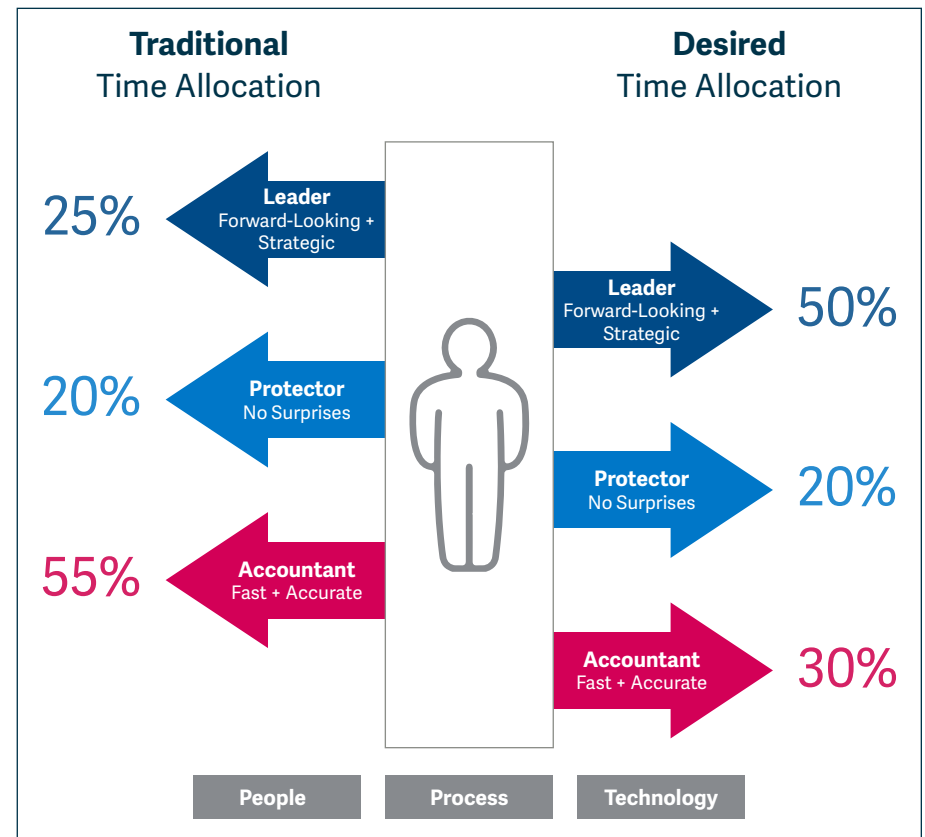 Traditional
Time Allocation
25%
Leader
Forward-Looking +
Strategic
20%
Protector
No Surprises
55%
Accountant
Fast + Accurate
Desired
Time Allocation
Leader
Forward-Looking +
Strategic
50%
Protector
No Surprises
20%
Accountant
Fast + Accurate
30%
People
Process
Technology